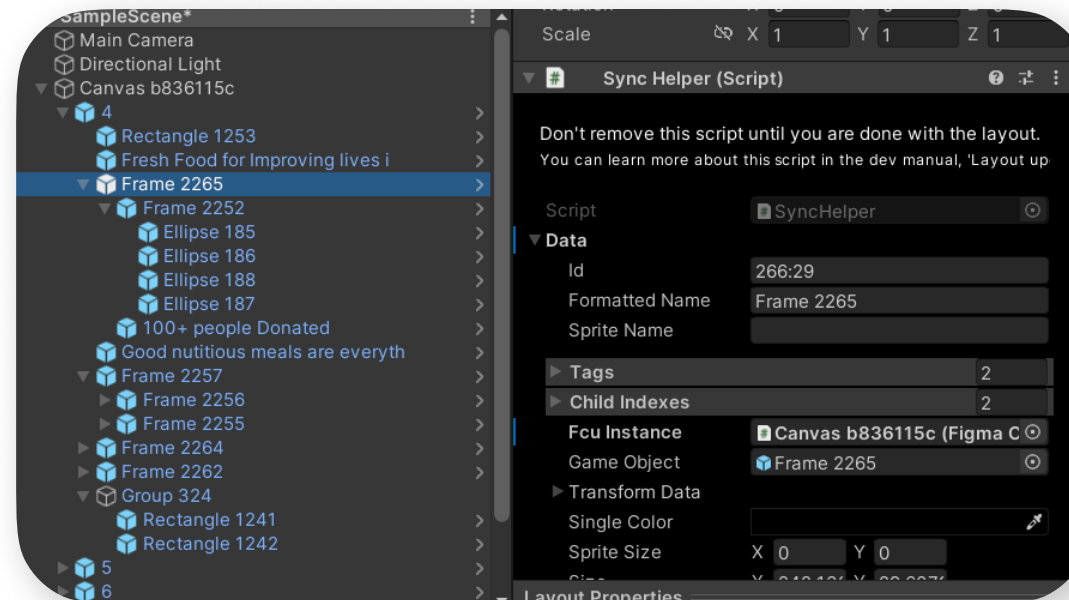 SampleScene*
Main Camera
Directional Light
Canvas b836115c
4
Rectangle 1253
Fresh Food for Improving lives i
Frame 2265
Frame 2252
Ellipse 185
Ellipse 186
Ellipse 188
Ellipse 187
100+ people Donated
Good nutitious meals are everyth
Frame 2257
Frame 2256
Frame 2255
Frame 2264
Frame 2262
Group 324
Rectangle 1241
Rectangle 1242
5
6
Scale X 1 Y 1 Z 1
# Sync Helper (Script)
Don't remove this script until you are done with the layout.
You can learn more about this script in the dev manual, 'Layout up
Script SyncHelper
Data
Id 266:29
Formatted Name Frame 2265
Sprite Name
Tags 2
Child Indexes 2
Fcu Instance Canvas b836115c (Figma C
Game Object Frame 2265
Transform Data
Single Color
Sprite Size X 0 Y 0
Layout Properties